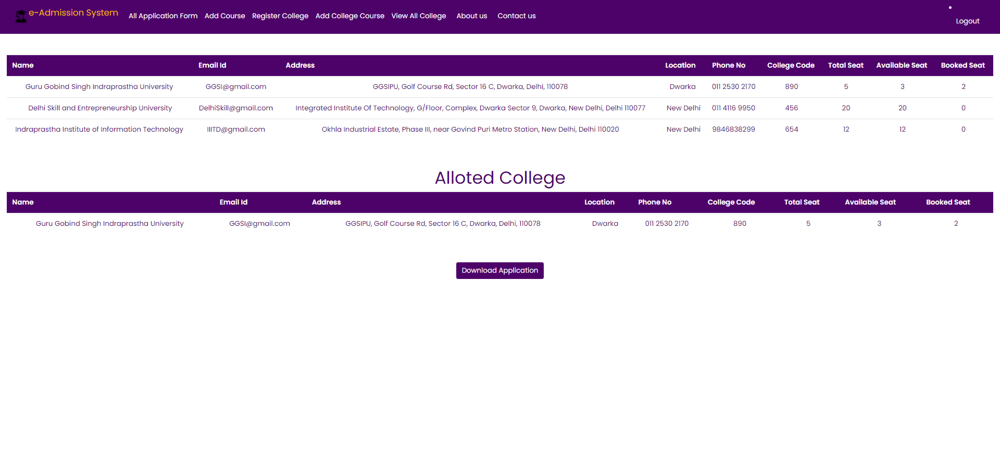 e-Admission System All Application Form Add Course Register College Add College Course View All College About us Contact us Logout
Name Email Id Address Location Phone No College Code Total Seat Available Seat Booked Seat
Guru Gobind Singh Indraprastha University GGSI@gmail.com GGSIPU, Golf Course Rd, Sector 16 C, Dwarka, Delhi, 110078 Dwarka 011 2530 2170 890 5 3 2
Delhi Skill and Entrepreneurship University DelhiSkill@gmail.com Integrated Institute Of Technology, G/Floor, Complex, Dwarka Sector 9, Dwarka, New Delhi, Delhi 110077 New Delhi 011 4116 9950 456 20 20 0
Indraprastha Institute of Information Technology IIITD@gmail.com Okhla Industrial Estate, Phase III, near Govind Puri Metro Station, New Delhi, Delhi 110020 New Delhi 9846838299 654 12 12 0
Alloted College
Name Email Id Address Location Phone No College Code Total Seat Available Seat Booked Seat
Guru Gobind Singh Indraprastha University GGSI@gmail.com GGSIPU, Golf Course Rd, Sector 16 C, Dwarka, Delhi, 110078 Dwarka 011 2530 2170 890 5 3 2
Download Application